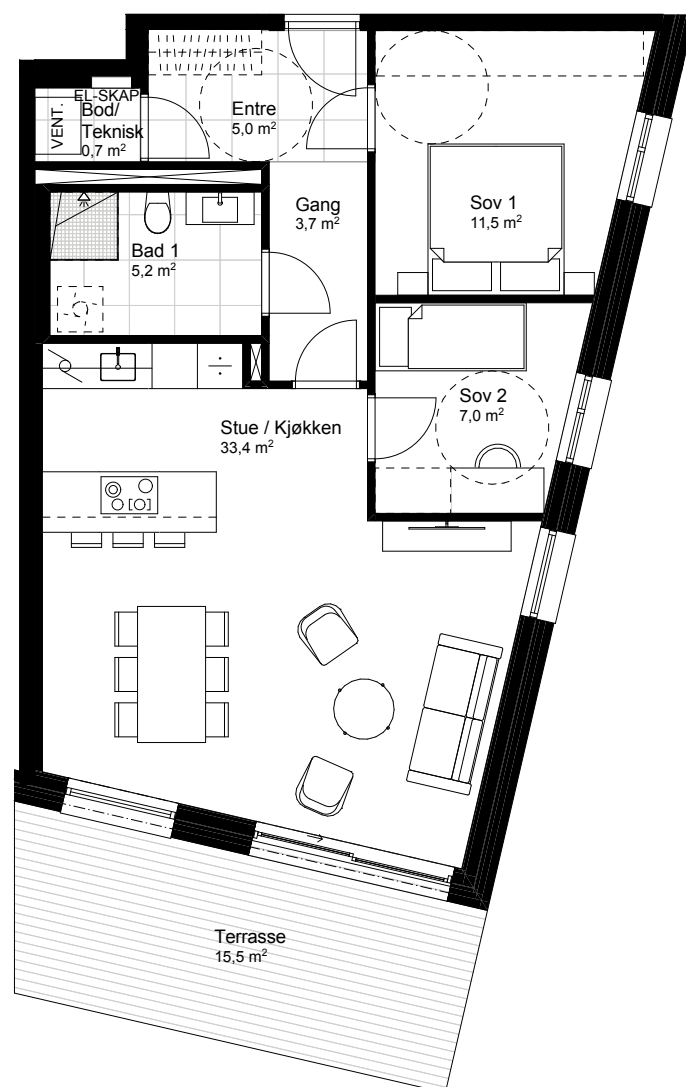 EL-SKAP
VENT.
Bod/
Teknisk
0,7 m²
Entre
5,0 m²
Sov 1
11,5 m²
Gang
3,7 m²
Bad 1
5,2 m²
Sov 2
7,0 m²
Stue / Kjøkken
33,4 m²
Terrasse
15,5 m²